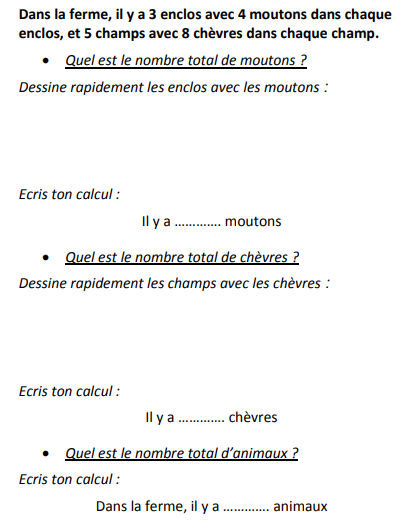 Dans la ferme, il y a 3 enclos avec 4 moutons dans chaque
enclos, et 5 champs avec 8 chèvres dans chaque champ.
• Quel est le nombre total de moutons ?
Dessine rapidement les enclos avec les moutons :
Ecris ton calcul :
Il y a …………. moutons
• Quel est le nombre total de chèvres ?
Dessine rapidement les champs avec les chèvres :
Ecris ton calcul :
Il y a …………. chèvres
• Quel est le nombre total d’animaux ?
Ecris ton calcul :
Dans la ferme, il y a …………. animaux